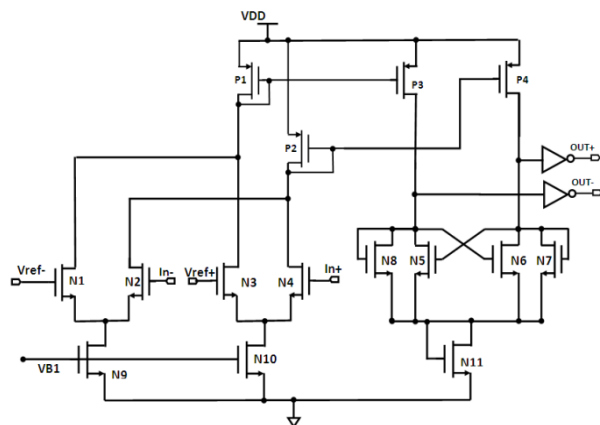 VDD
P1
P3
P4
P2
OUT+
OUT-
Vref-
N1
N2
In-
Vref+
N3
N4
In+
N8
N5
N6
N7
VB1
N9
N10
N11